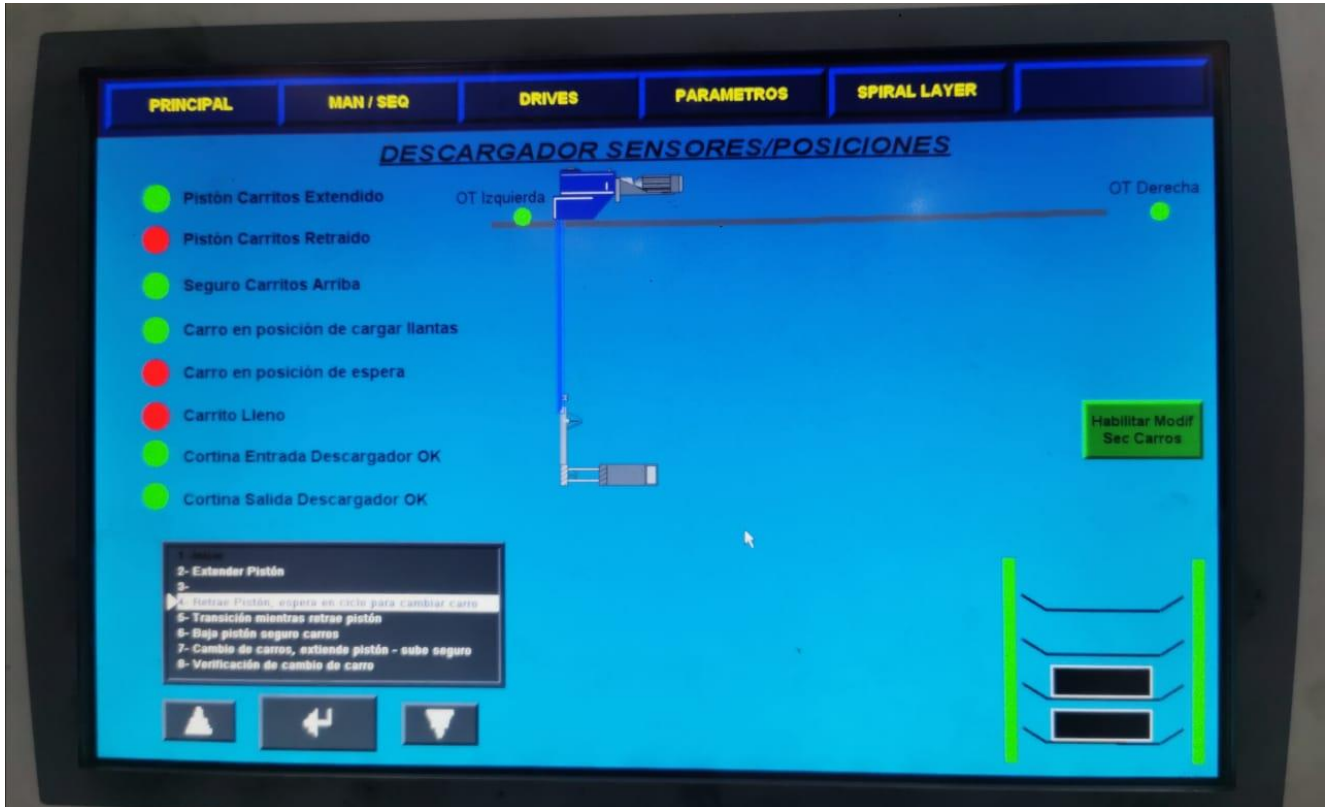 PRINCIPAL
MAN / SEQ
DRIVES
PARAMETROS
SPIRAL LAYER
DESCARGADOR SENSORES/POSICIONES
Pistón Carritos Extendido
Pistón Carritos Retraido
Seguro Carritos Arriba
Carro en posición de cargar llantas
Carro en posición de espera
Carrito Lleno
Cortina Entrada Descargador OK
Cortina Salida Descargador OK
OT Izquierda
OT Derecha
Habilitar Modif
Sec Carros
2- Extender Pistón
3-
4- Retrae Pistón, espera en ciclo para cambiar carro
5- Transición mientras retrae pistón
6- Baja pistón seguro carros
7- Cambio de carros, extiende pistón - sube seguro
8- Verificación de cambio de carro